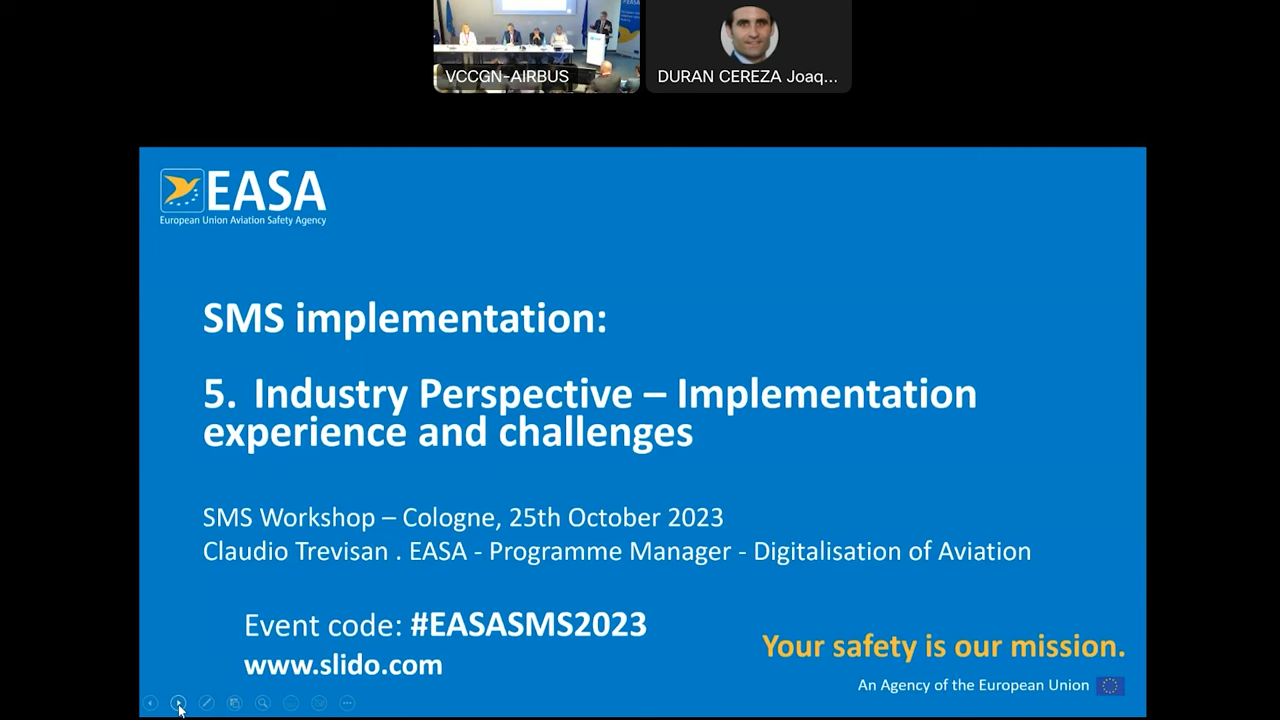 VCCGN-AIRBUS
DURAN CEREZA Joaq...
EASA
European Union Aviation Safety Agency
SMS implementation:
5. Industry Perspective – Implementation
experience and challenges
SMS Workshop – Cologne, 25th October 2023
Claudio Trevisan . EASA - Programme Manager - Digitalisation of Aviation
Event code: #EASASMS2023
www.slido.com
Your safety is our mission.
An Agency of the European Union